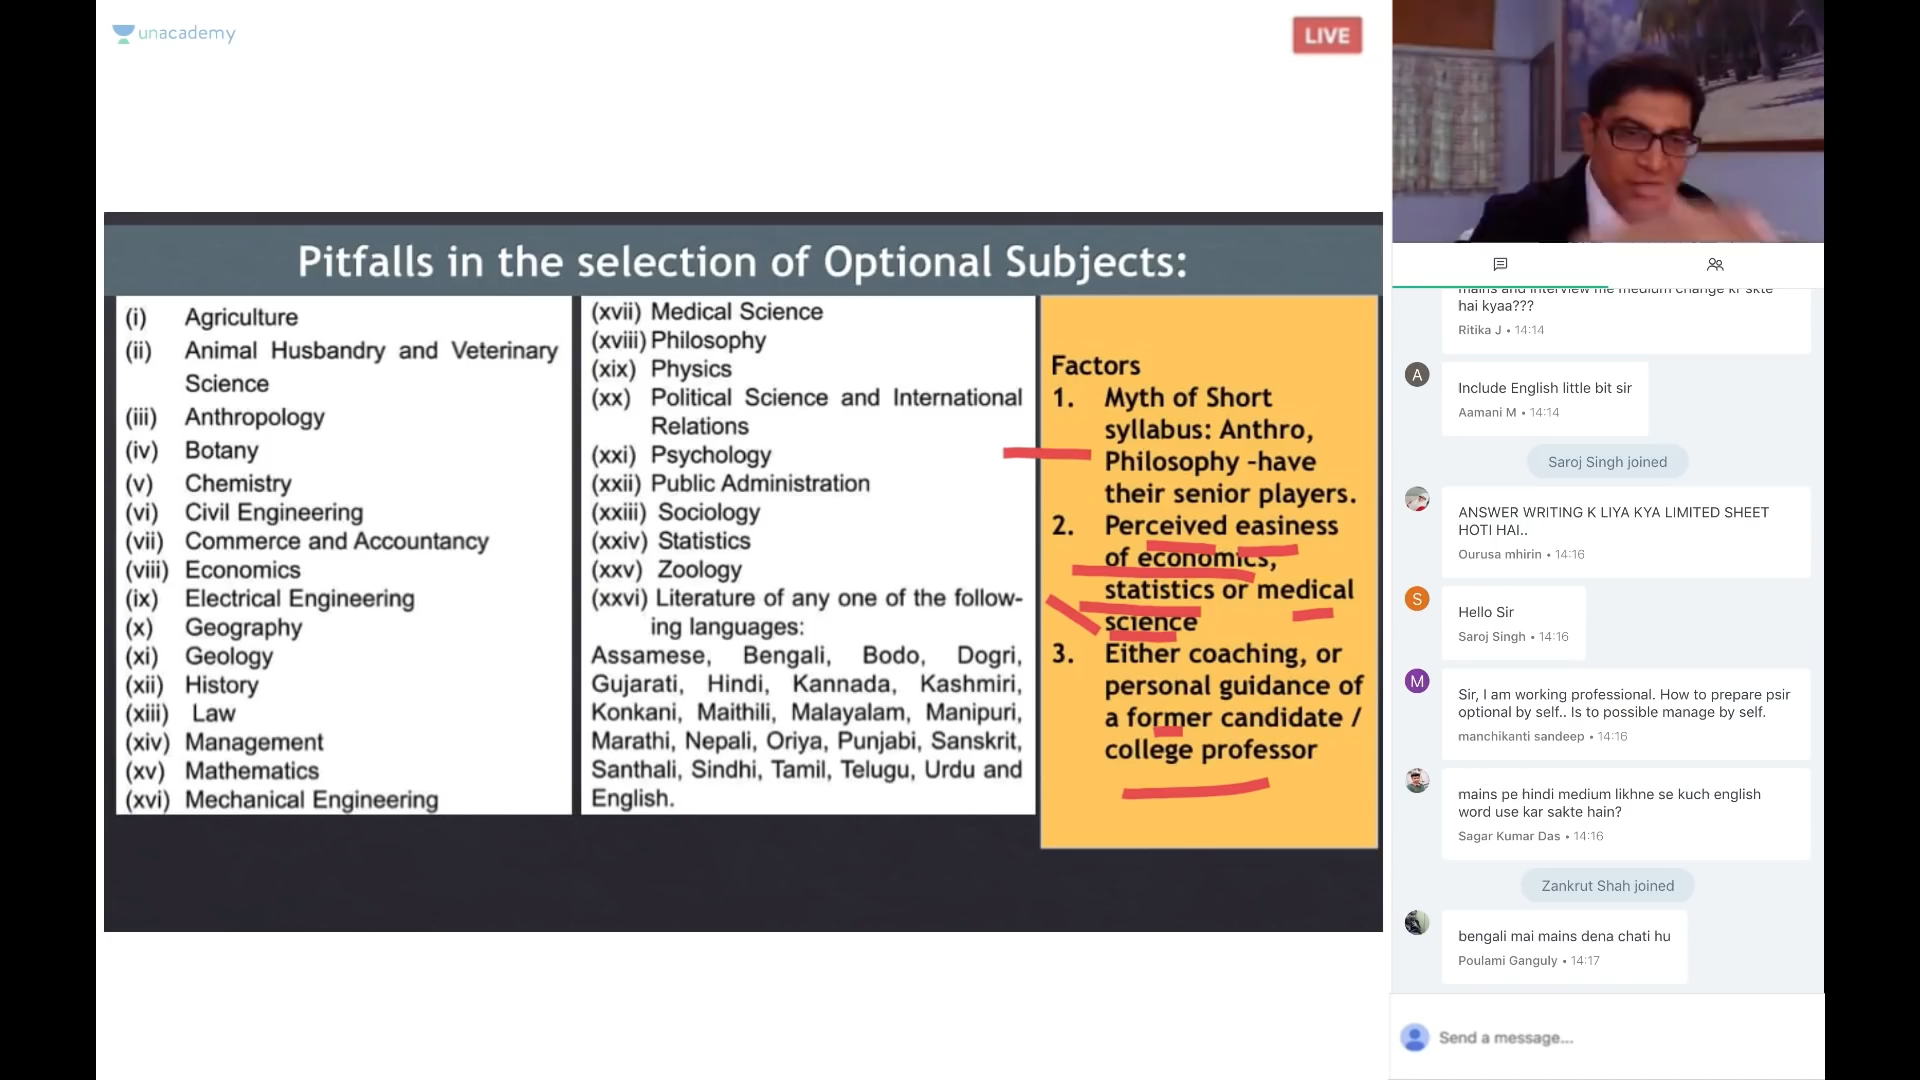 unacademy
LIVE
Pitfalls in the selection of Optional Subjects:
(i) Agriculture
(ii) Animal Husbandry and Veterinary
Science
(iii) Anthropology
(iv) Botany
(v) Chemistry
(vi) Civil Engineering
(vii) Commerce and Accountancy
(viii) Economics
(ix) Electrical Engineering
(x) Geography
(xi) Geology
(xii) History
(xiii) Law
(xiv) Management
(xv) Mathematics
(xvi) Mechanical Engineering
(xvii) Medical Science
(xviii) Philosophy
(xix) Physics
(xx) Political Science and International
Relations
(xxi) Psychology
(xxii) Public Administration
(xxiii) Sociology
(xxiv) Statistics
(xxv) Zoology
(xxvi) Literature of any one of the follow-
ing languages:
Assamese, Bengali, Bodo, Dogri,
Gujarati, Hindi, Kannada, Kashmiri,
Konkani, Maithili, Malayalam, Manipuri,
Marathi, Nepali, Oriya, Punjabi, Sanskrit,
Santhali, Sindhi, Tamil, Telugu, Urdu and
English.
Factors
1. Myth of Short
syllabus: Anthro,
Philosophy -have
their senior players.
2. Perceived easiness
of economics,
statistics or medical
science
3. Either coaching, or
personal guidance of
a former candidate /
college professor
mains and interview me medium change kr skte
hai kyaa???
Ritika J • 14:14
A
Include English little bit sir
Aamani M • 14:14
Saroj Singh joined
ANSWER WRITING K LIYA KYA LIMITED SHEET
HOTI HAI..
Ourusa mhirin • 14:16
S
Hello Sir
Saroj Singh • 14:16
M
Sir, I am working professional. How to prepare psir
optional by self.. Is to possible manage by self.
manchikanti sandeep • 14:16
mains pe hindi medium likhne se kuch english
word use kar sakte hain?
Sagar Kumar Das • 14:16
Zankrut Shah joined
bengali mai mains dena chati hu
Poulami Ganguly • 14:17
Send a message...